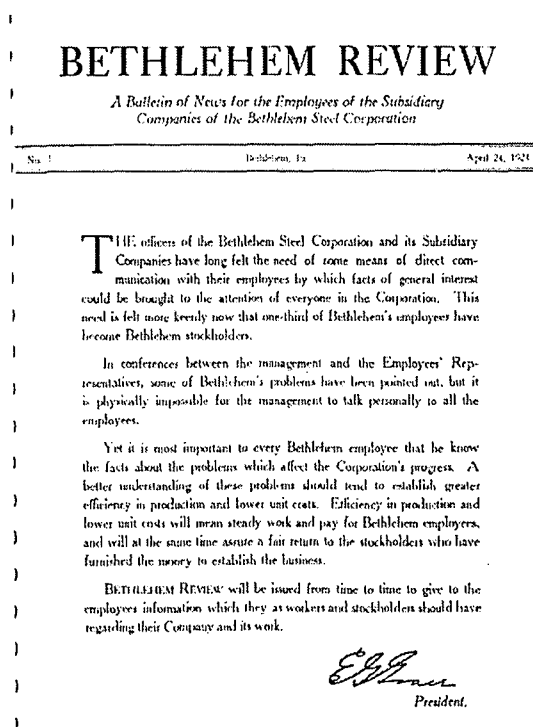 BETHLEHEM REVIEW
A Bulletin of News for the Employees of the Subsidiary
Companies of the Bethlehem Steel Corporation
No. 1 Bethlehem, Pa. April 24, 1924
THE officers of the Bethlehem Steel Corporation and its Subsidiary
Companies have long felt the need of some means of direct com-
munication with their employees by which facts of general interest
could be brought to the attention of everyone in the Corporation. This
need is felt more keenly now that one-third of Bethlehem's employees have
become Bethlehem stockholders.
In conferences between the management and the Employees' Rep-
resentatives, some of Bethlehem's problems have been pointed out, but it
is physically impossible for the management to talk personally to all the
employees.
Yet it is most important to every Bethlehem employee that he know
the facts about the problems which affect the Corporation's progress. A
better understanding of these problems should tend to establish greater
efficiency in production and lower unit costs. Efficiency in production and
lower unit costs will mean steady work and pay for Bethlehem employees,
and will at the same time assure a fair return to the stockholders who have
furnished the money to establish the business.
BETHLEHEM REVIEW will be issued from time to time to give to the
employees information which they as workers and stockholders should have
regarding their Company and its work.
E G Grace
President.